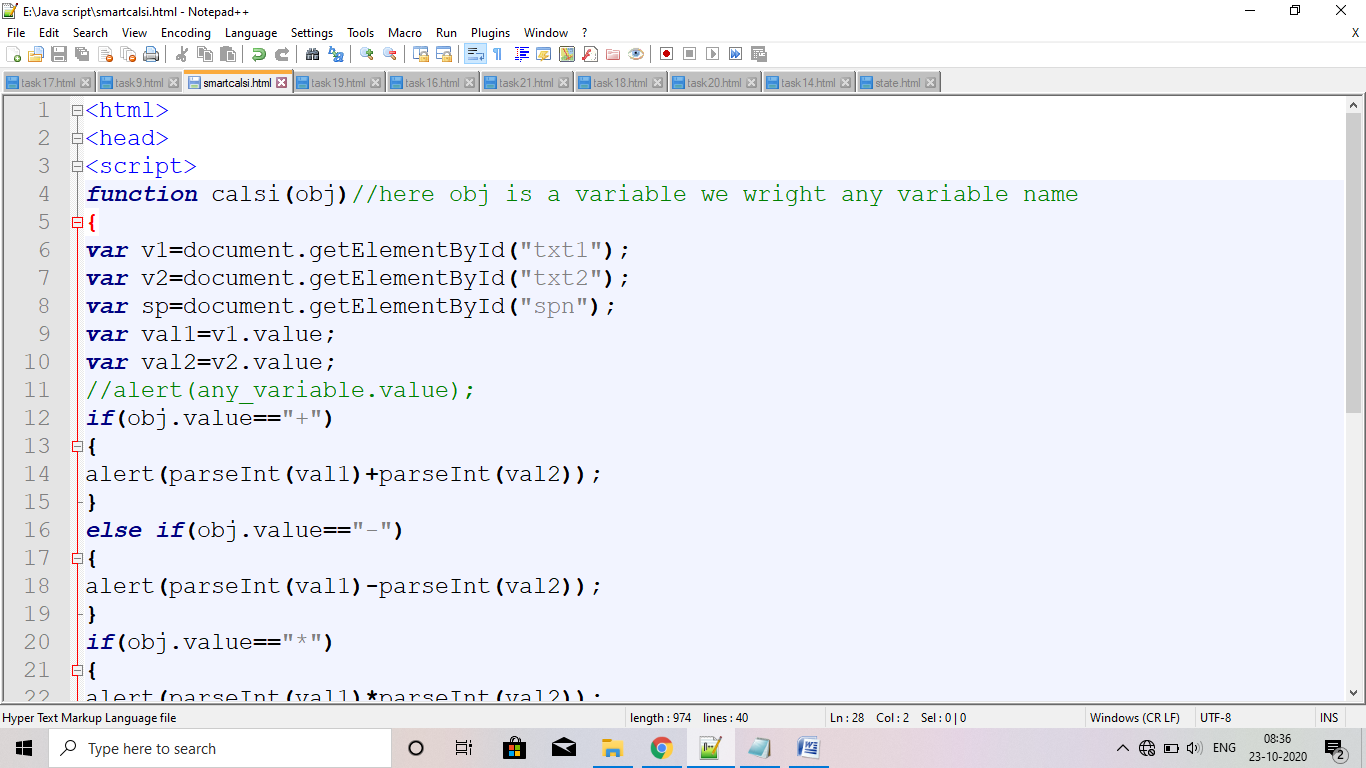 E:\Java script\smartcalsi.html - Notepad++
File Edit Search View Encoding Language Settings Tools Macro Run Plugins Window ? X
task17.html task9.html smartcalsi.html task19.html task16.html task21.html task18.html task20.html task14.html state.html
1 <html>
2 <head>
3 <script>
4 function calsi(obj)//here obj is a variable we wright any variable name
5 {
6 var v1=document.getElementById("txt1");
7 var v2=document.getElementById("txt2");
8 var sp=document.getElementById("spn");
9 var val1=v1.value;
10 var val2=v2.value;
11 //alert(any_variable.value);
12 if(obj.value=="+")
13 {
14 alert(parseInt(val1)+parseInt(val2));
15 }
16 else if(obj.value=="-")
17 {
18 alert(parseInt(val1)-parseInt(val2));
19 }
20 if(obj.value=="*")
21 {
22 alert(parseInt(val1)*parseInt(val2));
Hyper Text Markup Language file length : 974 lines : 40 Ln : 28 Col : 2 Sel : 0 | 0 Windows (CR LF) UTF-8 INS
Type here to search ENG 08:36
23-10-2020 2